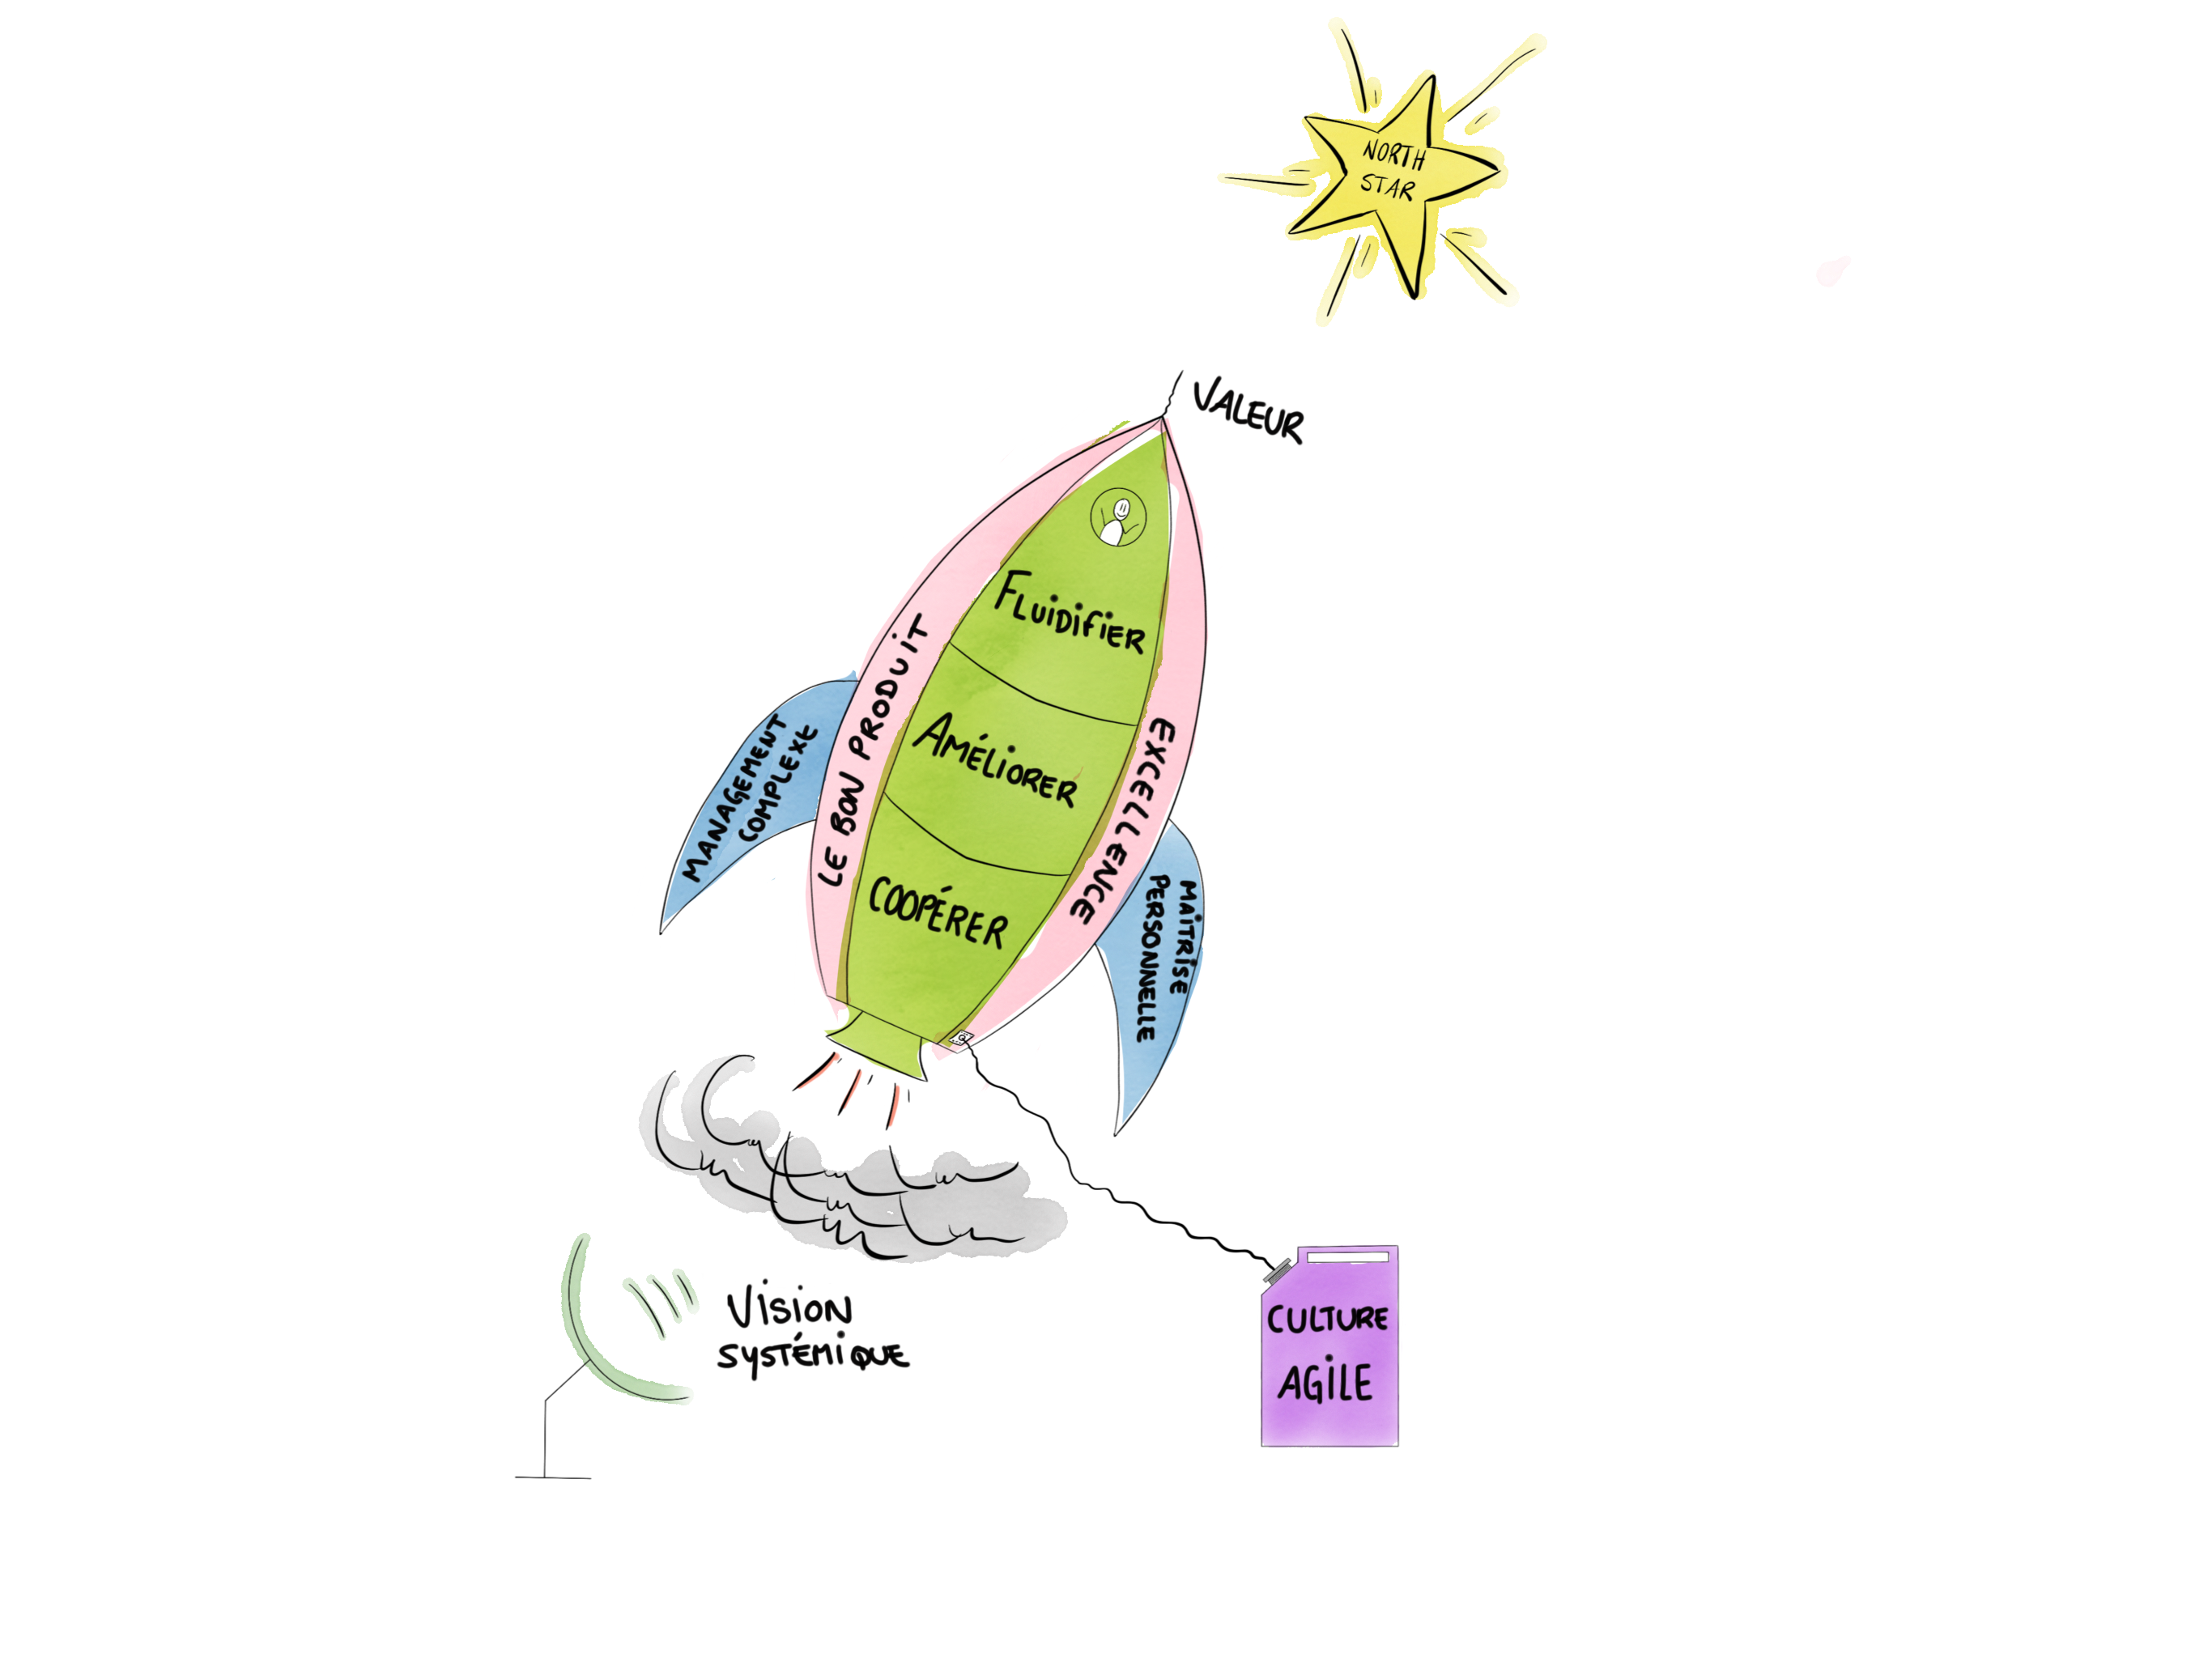 NORTH
STAR
VALEUR
FLUIDIFIER
AMÉLIORER
COOPÉRER
LE BON PRODUIT
EXCELLENCE
MANAGEMENT
COMPLEXE
MAITRISE
PERSONNELLE
VISION
SYSTÉMIQUE
CULTURE
AGILE